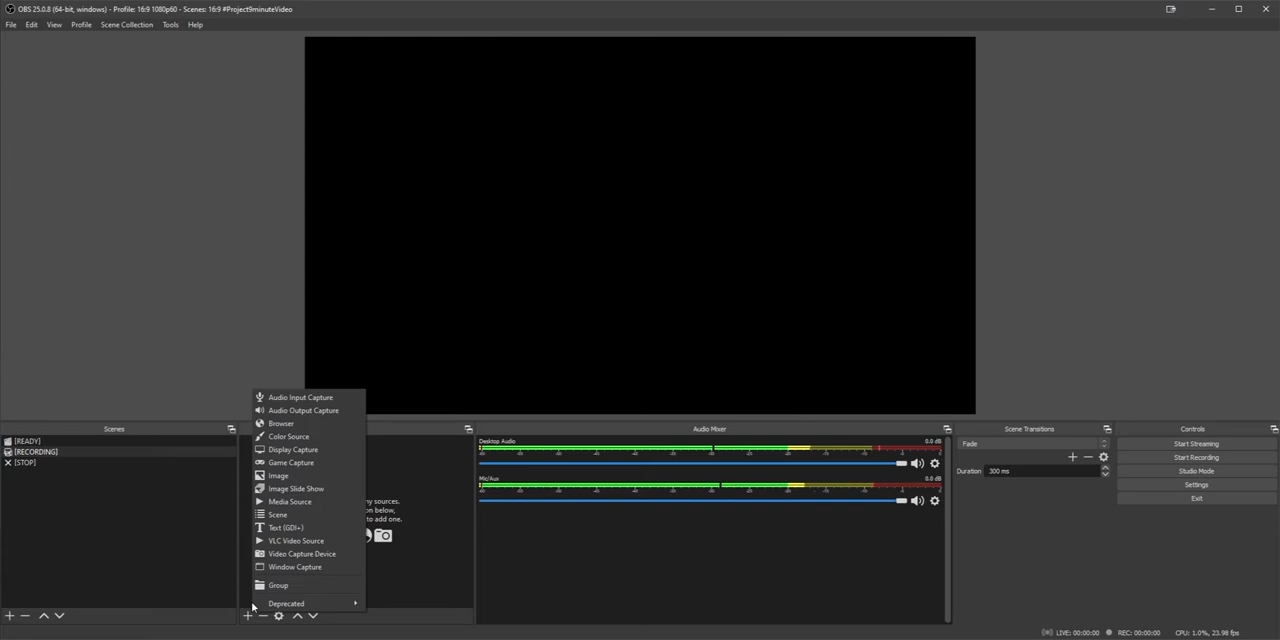 OBS 25.0.8 (64-bit, windows) - Profile: 16:9 1080p60 - Scenes: 16:9 #Project9minuteVideo
File Edit View Profile Scene Collection Tools Help
Audio Input Capture
Audio Output Capture
Browser
Color Source
Display Capture
Game Capture
Image
Image Slide Show
Media Source
Scene
Text (GDI+)
VLC Video Source
Video Capture Device
Window Capture
Group
Deprecated
Scenes
[READY]
[RECORDING]
[STOP]
ny sources.
on below,
to add one.
Audio Mixer
Desktop Audio 0.0 dB
Mic/Aux 0.0 dB
Scene Transitions
Fade
Duration 300 ms
Controls
Start Streaming
Start Recording
Studio Mode
Settings
Exit
LIVE: 00:00:00 REC: 00:00:00 CPU: 1.0%, 23.98 fps